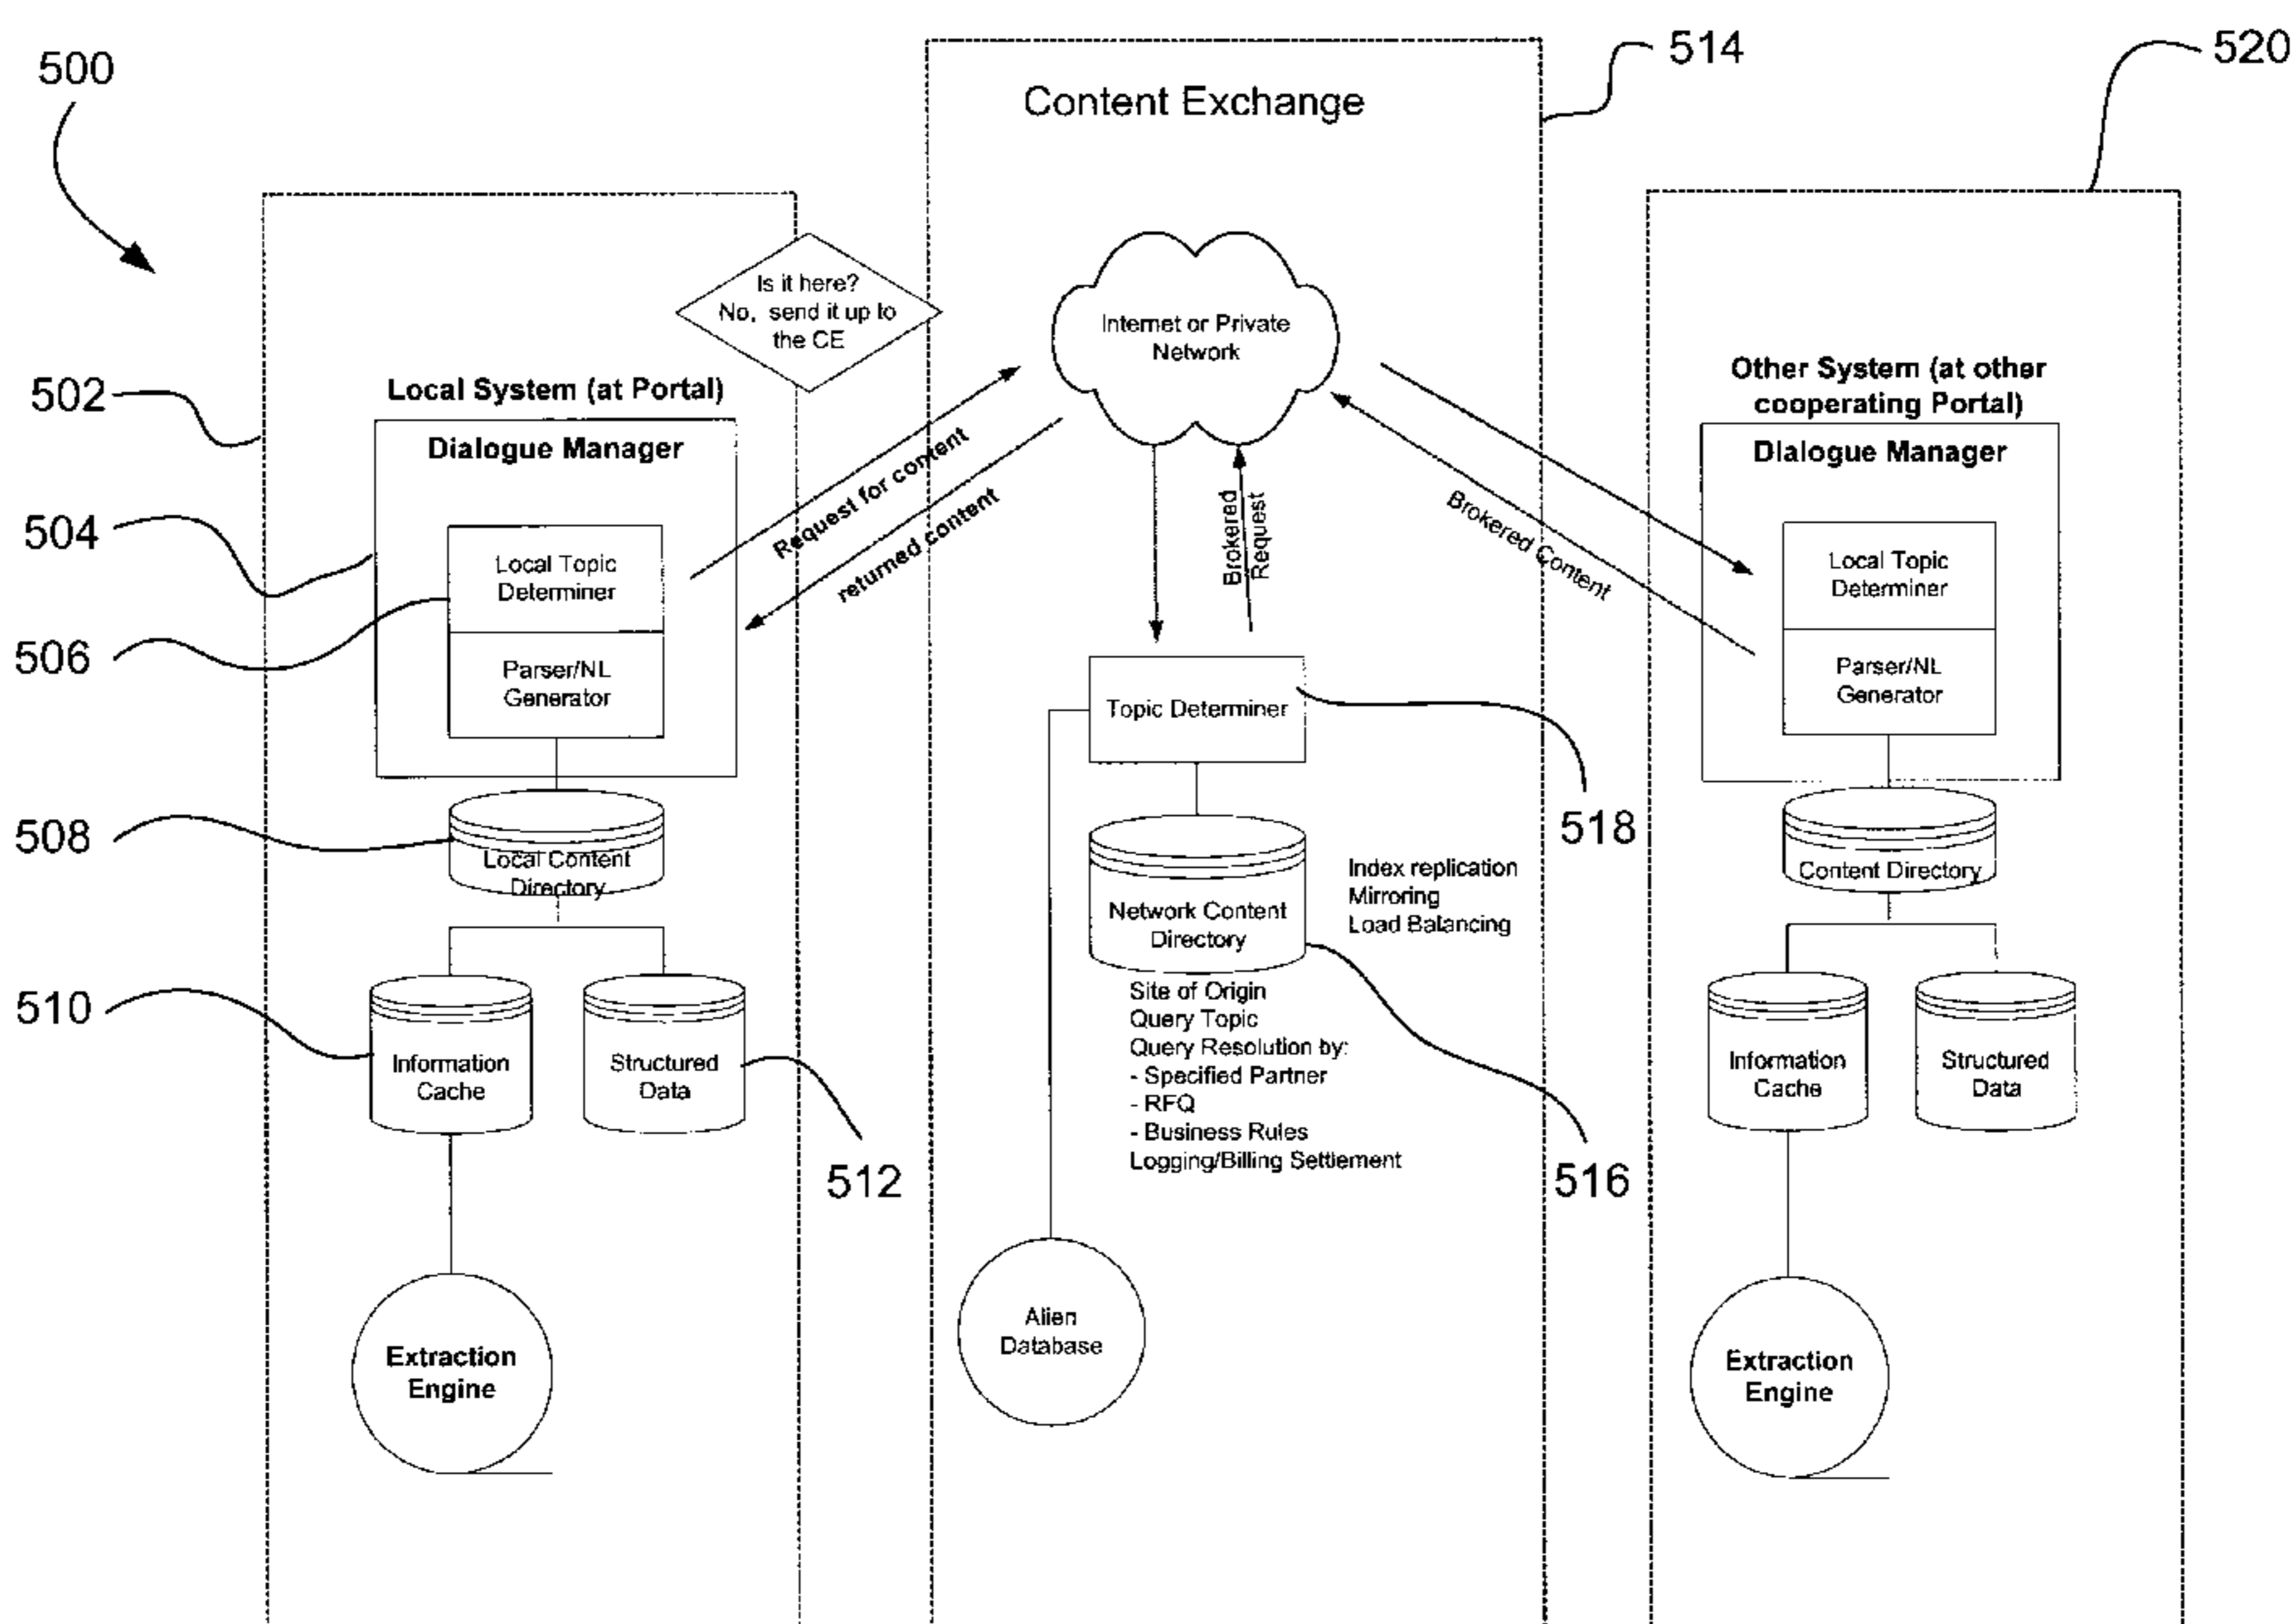 500
514
520
Content Exchange
Is it here?
No, send it up to
the CE
Internet or Private
Network
502
Local System (at Portal)
Dialogue Manager
504
Local Topic
Determiner
506
Parser/NL
Generator
Request for content
returned content
Brokered
Request
Brokered Content
Other System (at other
cooperating Portal)
Dialogue Manager
Local Topic
Determiner
Parser/NL
Generator
Topic Determiner
518
508
Local Content
Directory
Network Content
Directory
Index replication
Mirroring
Load Balancing
Content Directory
510
Information
Cache
Structured
Data
512
Site of Origin
Query Topic
Query Resolution by:
- Specified Partner
- RFQ
- Business Rules
Logging/Billing Settlement
516
Information
Cache
Structured
Data
Extraction
Engine
Alien
Database
Extraction
Engine